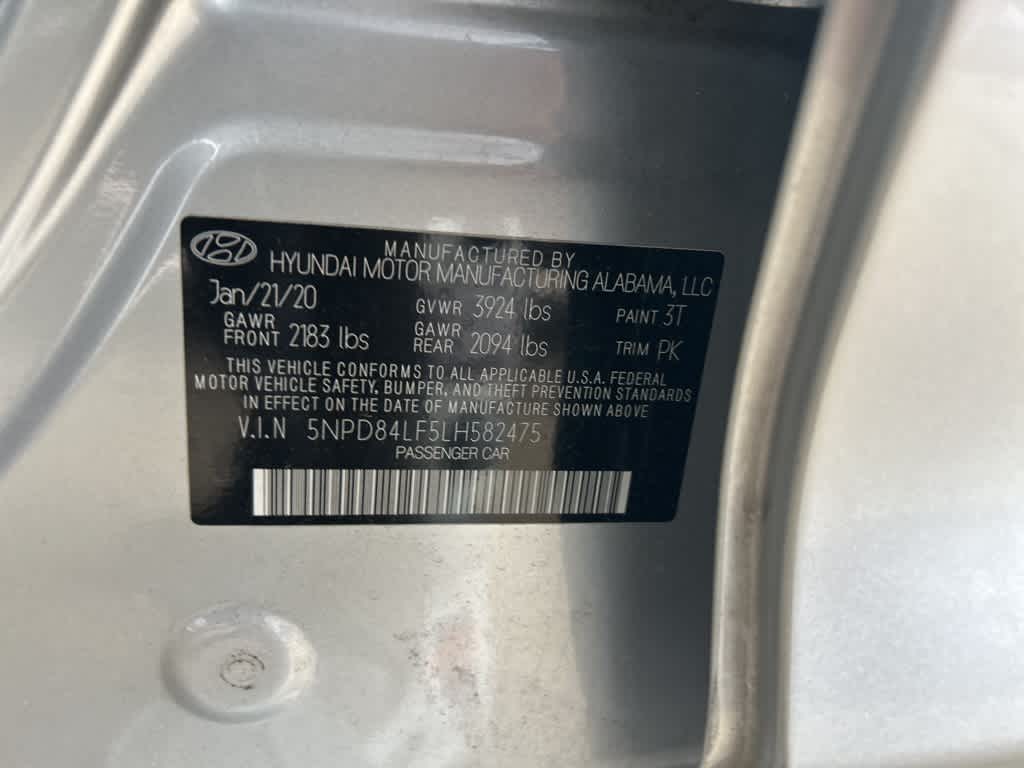 MANUFACTURED BY
HYUNDAI MOTOR MANUFACTURING ALABAMA, LLC
Jan/21/20 GVWR 3924 lbs PAINT 3T
GAWR FRONT 2183 lbs GAWR REAR 2094 lbs TRIM PK
THIS VEHICLE CONFORMS TO ALL APPLICABLE U.S.A. FEDERAL
MOTOR VEHICLE SAFETY, BUMPER, AND THEFT PREVENTION STANDARDS
IN EFFECT ON THE DATE OF MANUFACTURE SHOWN ABOVE
V.I.N 5NPD84LF5LH582475
PASSENGER CAR